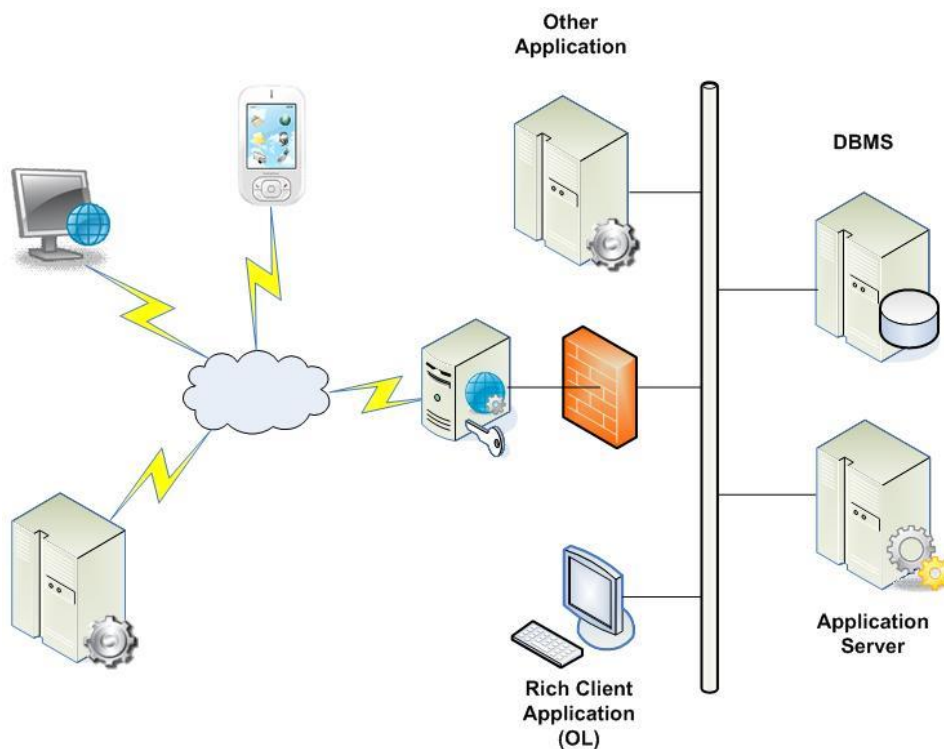 Other
Application
DBMS
Application
Server
Rich Client
Application
(OL)